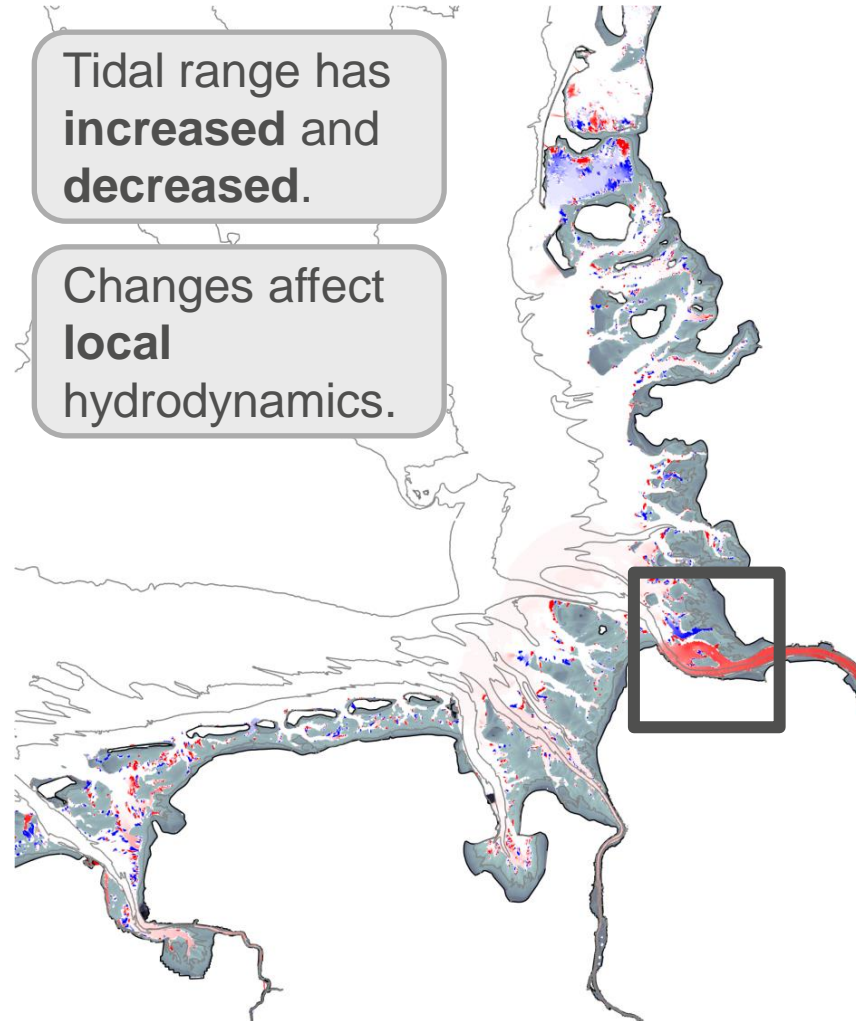 Tidal range has
increased and
decreased.
Changes affect
local
hydrodynamics.